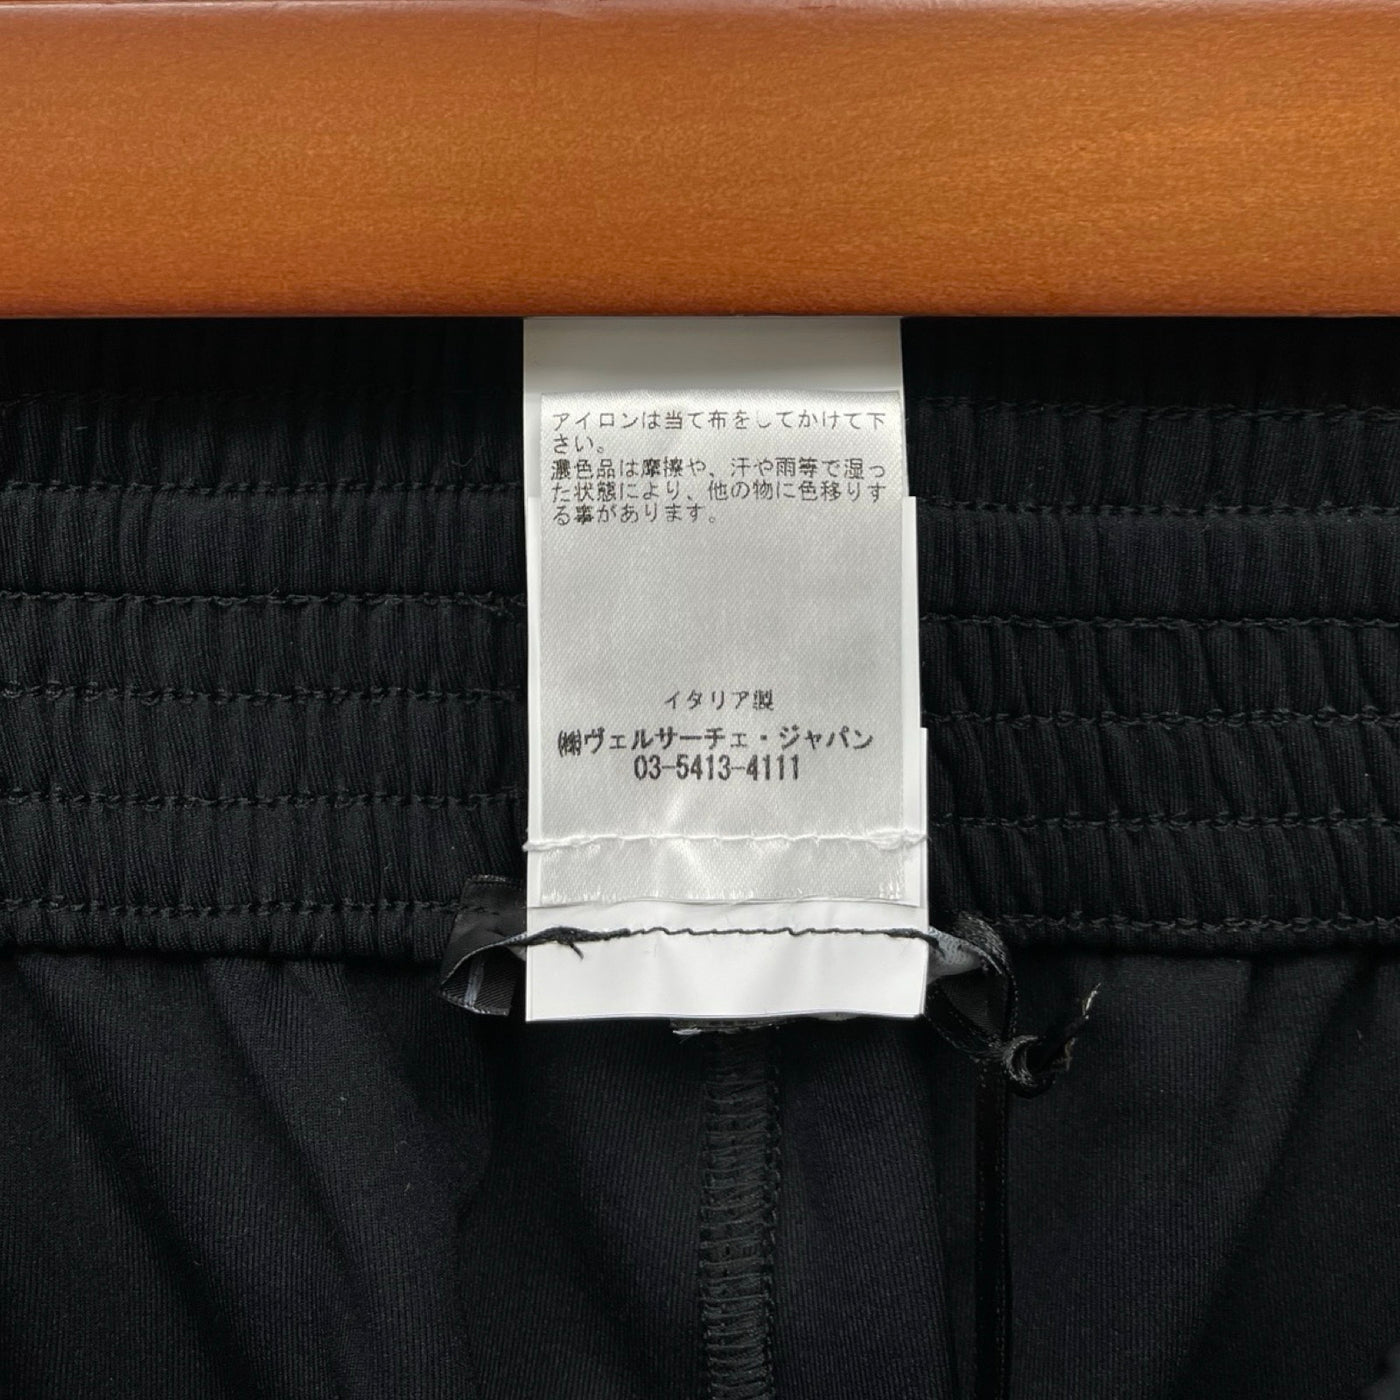 アイロンは当て布をしてかけて下
さい。
濃色品は摩擦や、汗や雨等で湿っ
た状態により、他の物に色移りす
る事があります。
イタリア製
㈱ヴェルサーチェ・ジャパン
03-5413-4111